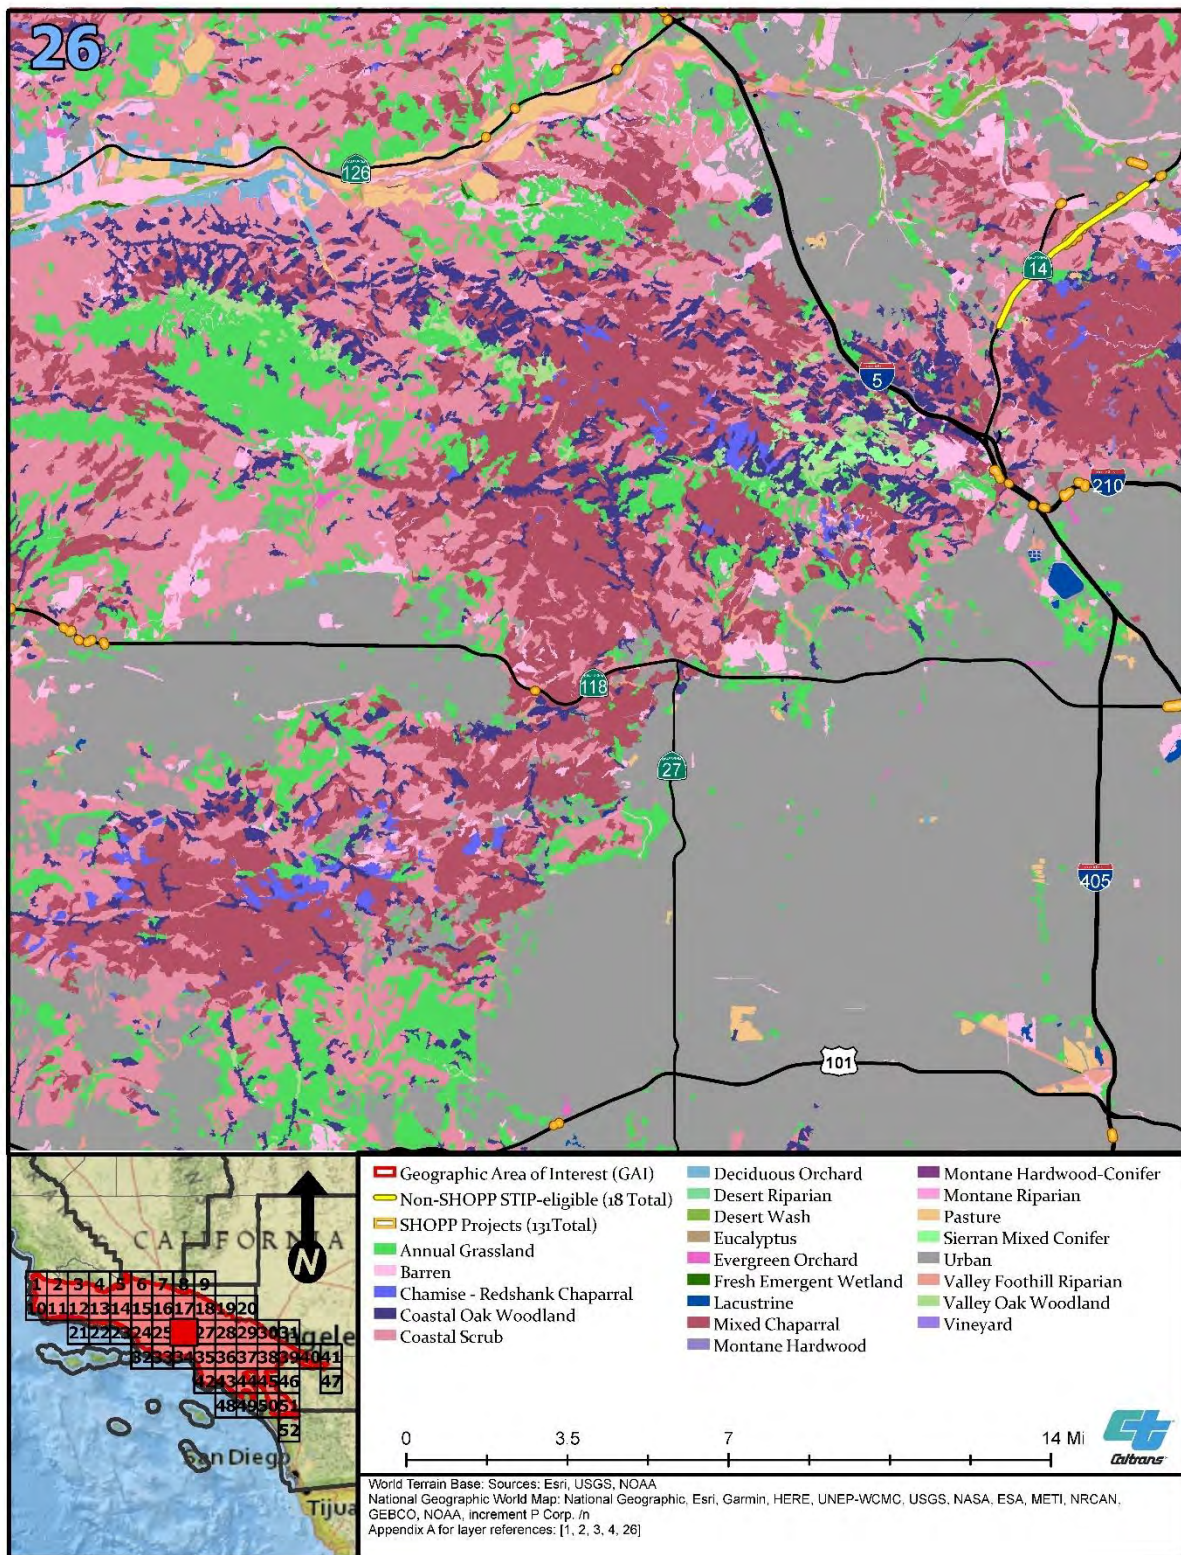 26
126
14
5
210
118
27
405
101
Geographic Area of Interest (GAI)
Non-SHOPP STIP-eligible (18 Total)
SHOPP Projects (131Total)
Annual Grassland
Barren
Chamise - Redshank Chaparral
Coastal Oak Woodland
Coastal Scrub
Deciduous Orchard
Desert Riparian
Desert Wash
Eucalyptus
Evergreen Orchard
Fresh Emergent Wetland
Lacustrine
Mixed Chaparral
Montane Hardwood
Montane Hardwood-Conifer
Montane Riparian
Pasture
Sierran Mixed Conifer
Urban
Valley Foothill Riparian
Valley Oak Woodland
Vineyard
N
CALIFORNIA
1 2 3 4 5 6 7 8 9
10 11 12 13 14 15 16 17 18 19 20
21 22 23 24 25 27 28 29 30 31
32 33 34 35 36 37 38 39 40 41
42 43 44 45 46 47
48 49 50 51
52
San Diego
Tijua
0 3.5 7 14 Mi
Caltrans
World Terrain Base: Sources: Esri, USGS, NOAA
National Geographic World Map: National Geographic, Esri, Garmin, HERE, UNEP-WCMC, USGS, NASA, ESA, METI, NRCAN,
GEBCO, NOAA, increment P Corp. /n
Appendix A for layer references: [1, 2, 3, 4, 26]